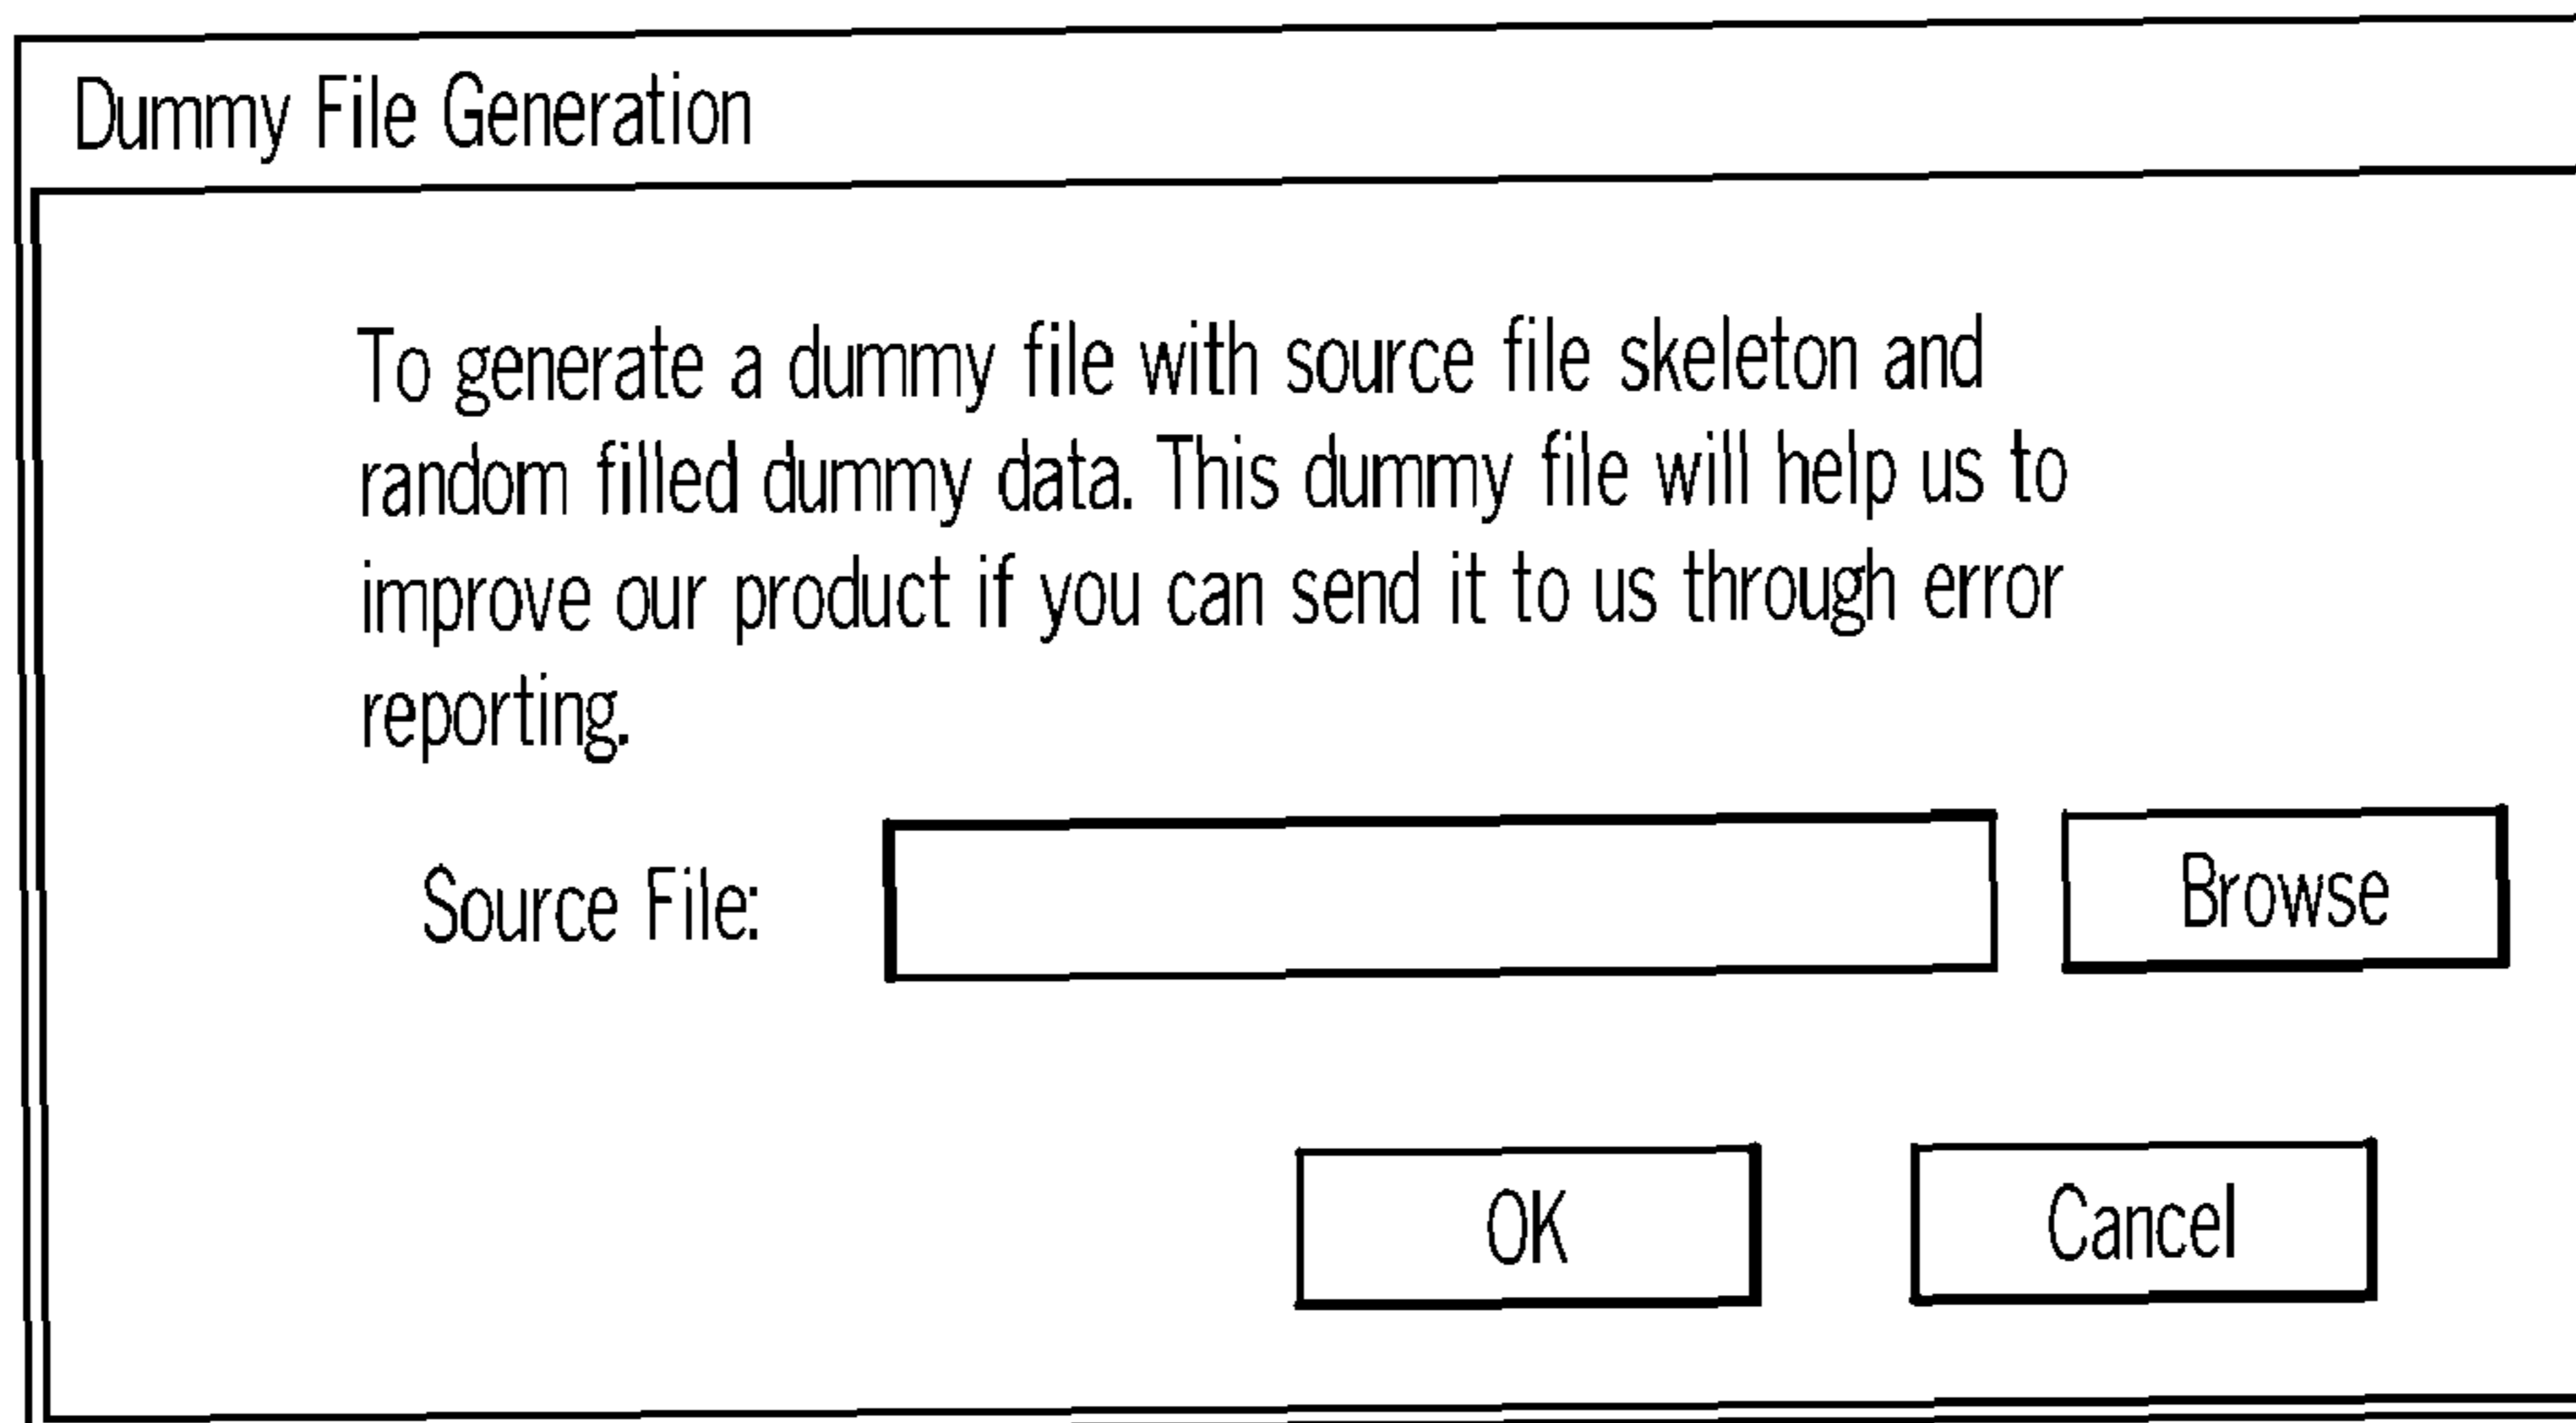 Dummy File Generation
To generate a dummy file with source file skeleton and
random filled dummy data. This dummy file will help us to
improve our product if you can send it to us through error
reporting.
Source File:
Browse
OK
Cancel